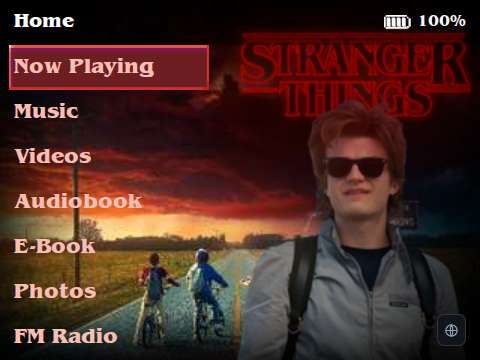 Home
100%
Now Playing
STRANGER
THINGS
Music
Videos
Audiobook
E-Book
Photos
FM Radio